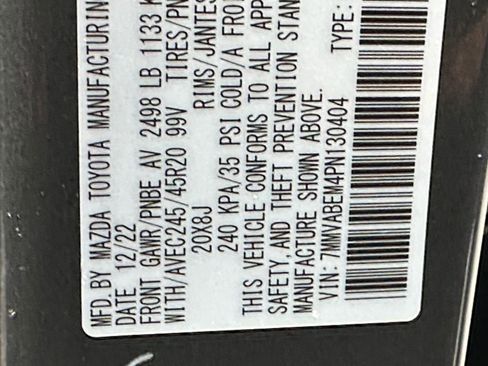 MFD. BY MAZDA TOYOTA MANUFACTURIN
DATE 12/22
FRONT GAWR/PNBE AV 2498 LB 1133 K
WITH/AVEC245/45R20 99V TIRES/PN
20X8J RIMS/JANTES
240 KPA/35 PSI COLD/A FROI
THIS VEHICLE CONFORMS TO ALL APP
SAFETY, AND THEFT PREVENTION STAN
MANUFACTURE SHOWN ABOVE.
VIN: 7MMVABEM4PN130404 TYPE: